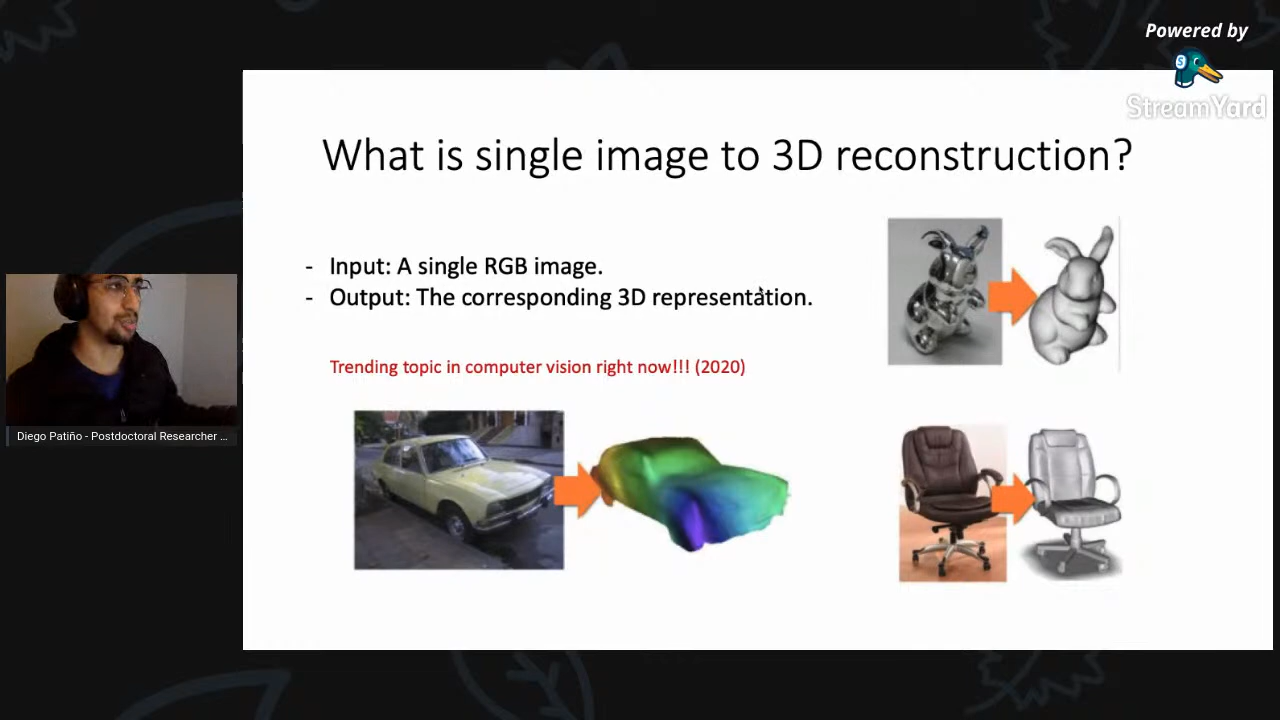 Powered by
StreamYard
What is single image to 3D reconstruction?
- Input: A single RGB image.
- Output: The corresponding 3D representation.
Trending topic in computer vision right now!!! (2020)
Diego Patiño - Postdoctoral Researcher ...